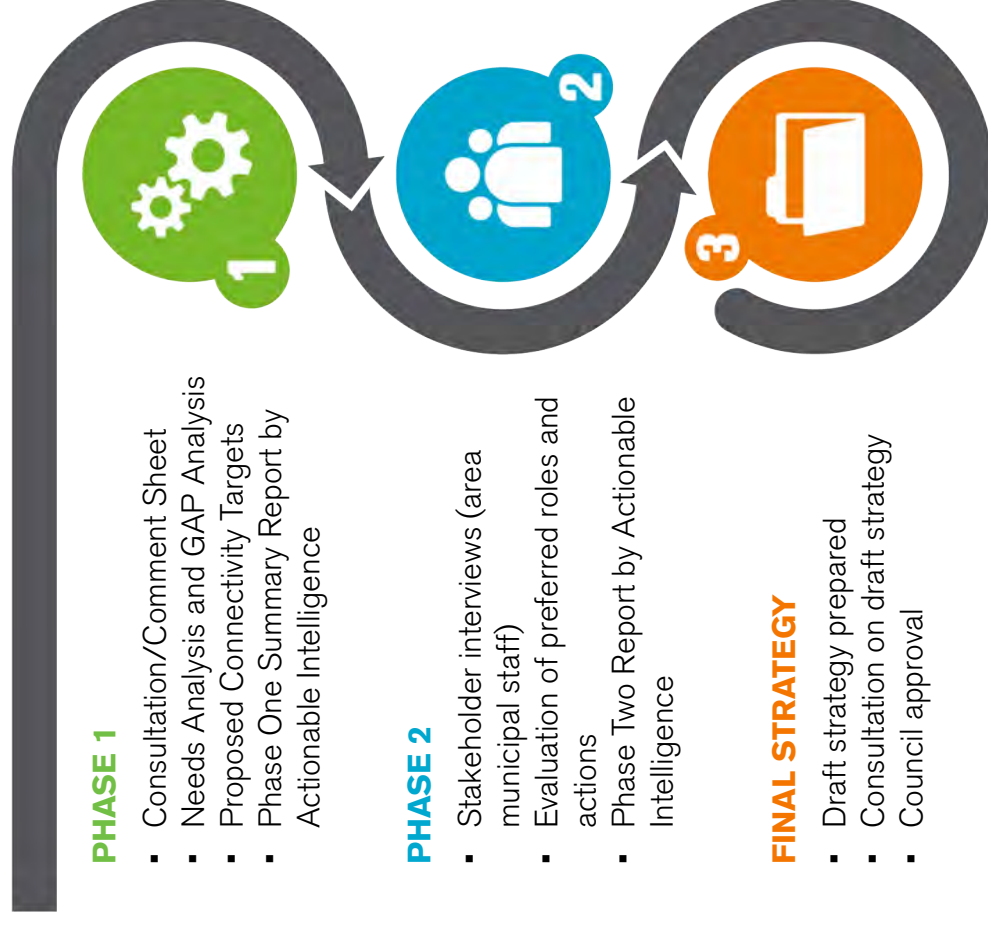 1
PHASE 1
▪ Consultation/Comment Sheet
▪ Needs Analysis and GAP Analysis
▪ Proposed Connectivity Targets
▪ Phase One Summary Report by
Actionable Intelligence
2
PHASE 2
▪ Stakeholder interviews (area
municipal staff)
▪ Evaluation of preferred roles and
actions
▪ Phase Two Report by Actionable
Intelligence
3
FINAL STRATEGY
▪ Draft strategy prepared
▪ Consultation on draft strategy
▪ Council approval